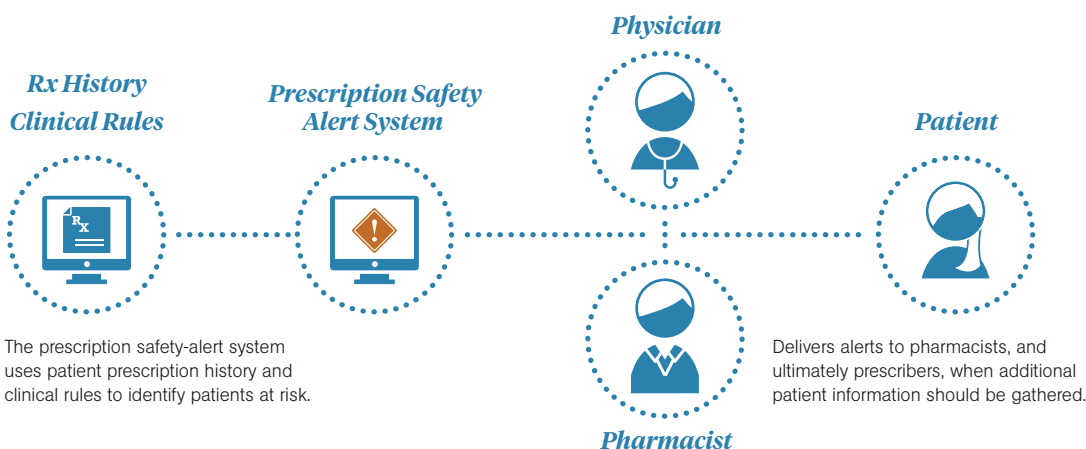 Physician
Rx History
Clinical Rules
Prescription Safety
Alert System
Patient
Rx
!
The prescription safety-alert system
uses patient prescription history and
clinical rules to identify patients at risk.
Delivers alerts to pharmacists, and
ultimately prescribers, when additional
patient information should be gathered.
Pharmacist